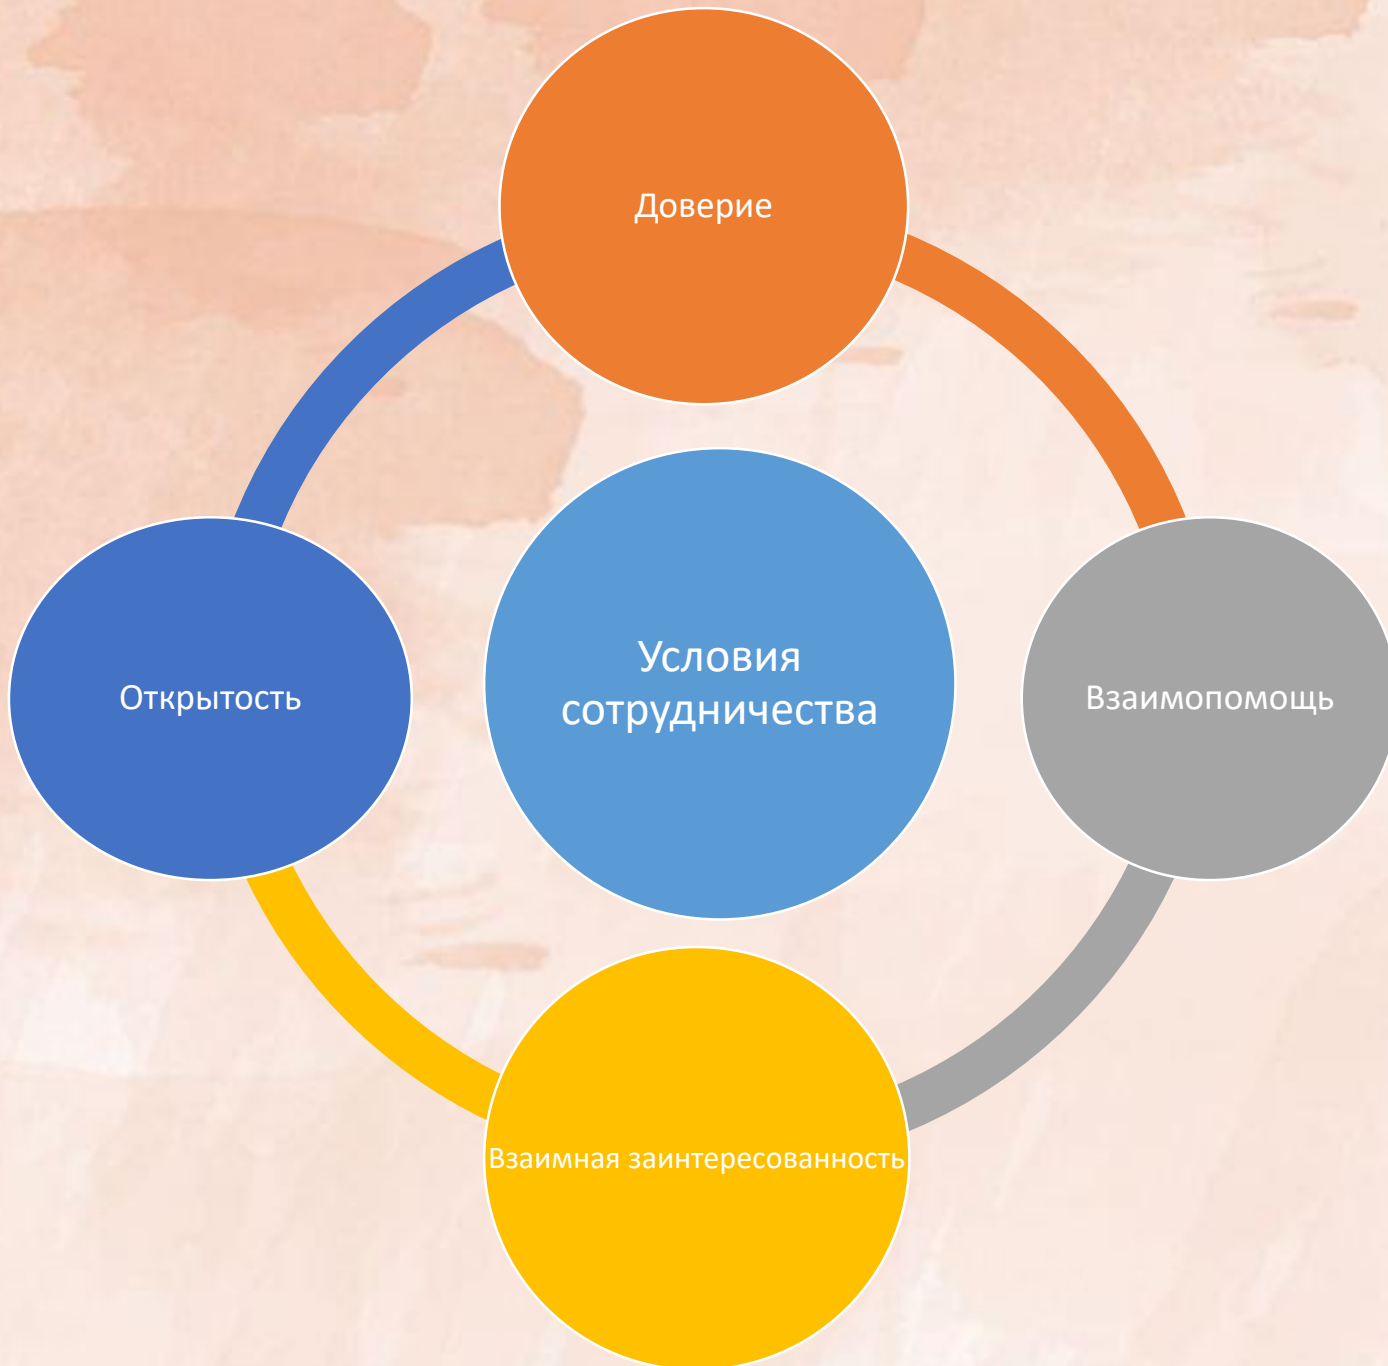 Доверие
Условия
сотрудничества
Открытость
Взаимопомощь
Взаимная заинтересованность